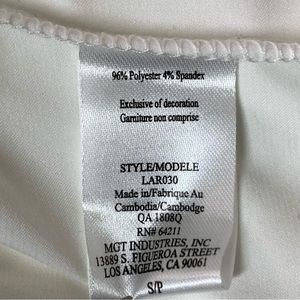 96% Polyester 4% Spandex
Exclusive of decoration
Garniture non comprise
STYLE/MODELE
LAR030
Made in/Fabrique Au
Cambodia/Cambodge
QA 1808Q
RN# 64211
MGT INDUSTRIES, INC
13889 S. FIGUEROA STREET
LOS ANGELES, CA 90061
S/P